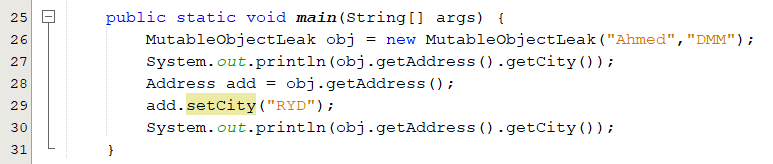 25 public static void main(String[] args) {
26 MutableObjectLeak obj = new MutableObjectLeak("Ahmed","DMM");
27 System.out.println(obj.getAddress().getCity());
28 Address add = obj.getAddress();
29 add.setCity("RYD");
30 System.out.println(obj.getAddress().getCity());
31 }